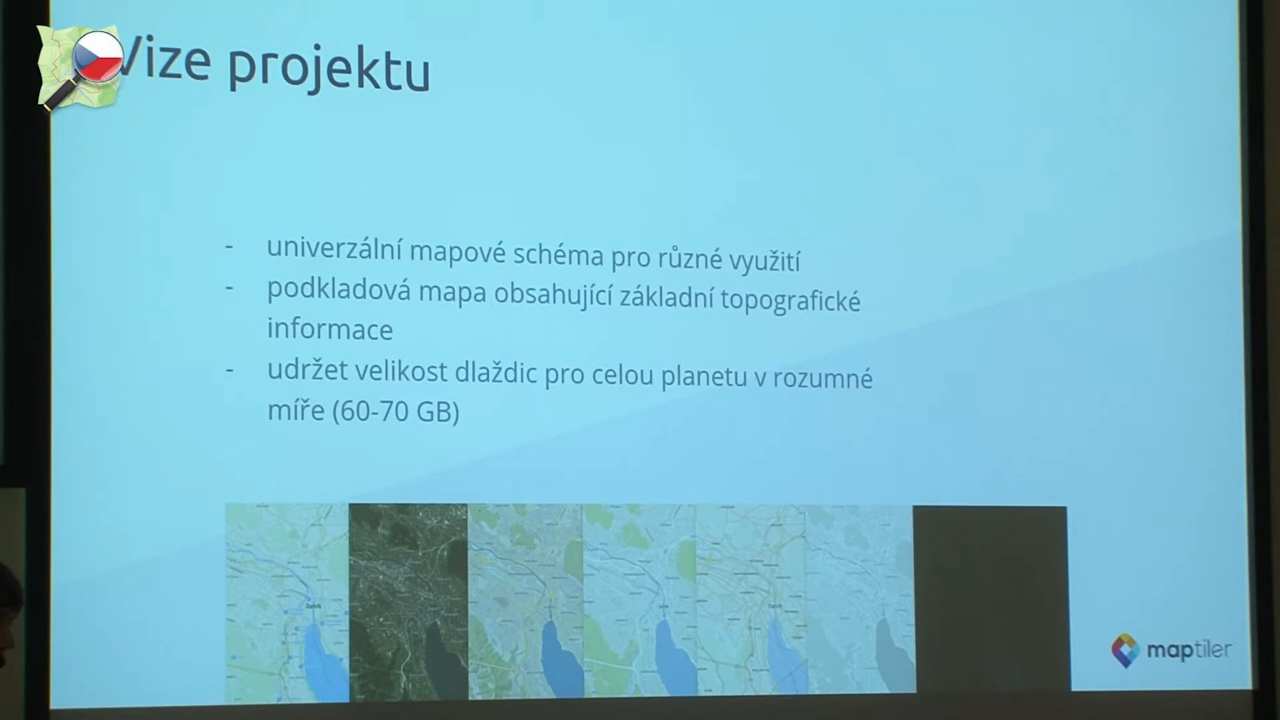 Vize projektu
- univerzální mapové schéma pro různé využití
- podkladová mapa obsahující základní topografické
informace
- udržet velikost dlaždic pro celou planetu v rozumné
míře (60-70 GB)
maptiler